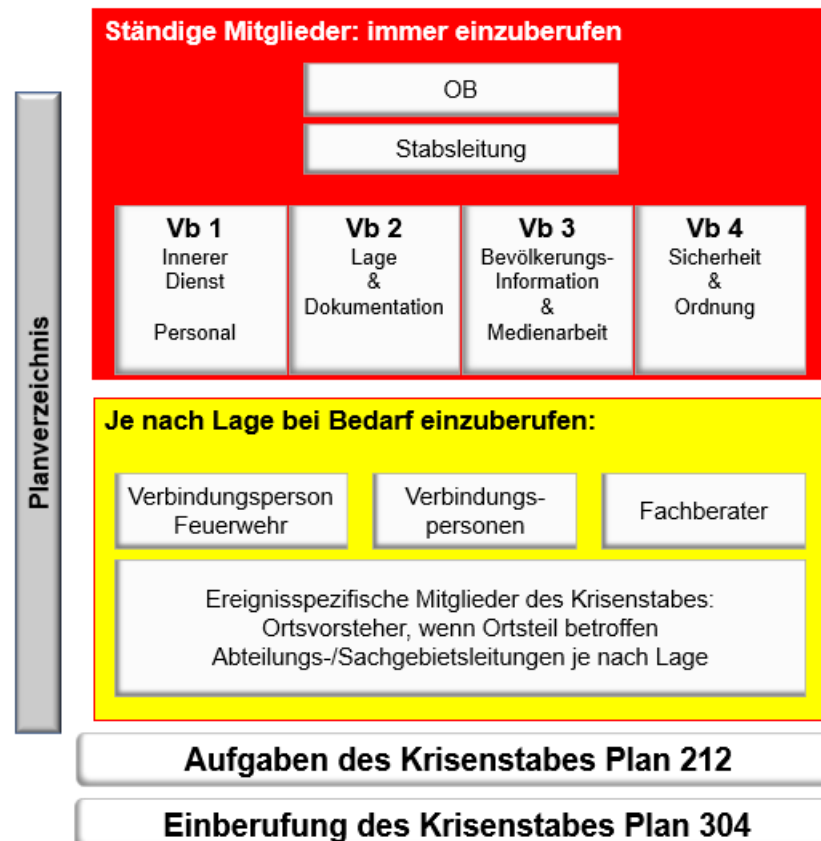 Ständige Mitglieder: immer einzuberufen
OB
Stabsleitung
Vb 1
Innerer
Dienst
Personal
Vb 2
Lage
&
Dokumentation
Vb 3
Bevölkerungs-
Information
&
Medienarbeit
Vb 4
Sicherheit
&
Ordnung
Planverzeichnis
Je nach Lage bei Bedarf einzuberufen:
Verbindungsperson
Feuerwehr
Verbindungs-
personen
Fachberater
Ereignisspezifische Mitglieder des Krisenstabes:
Ortsvorsteher, wenn Ortsteil betroffen
Abteilungs-/Sachgebietsleitungen je nach Lage
Aufgaben des Krisenstabes Plan 212
Einberufung des Krisenstabes Plan 304